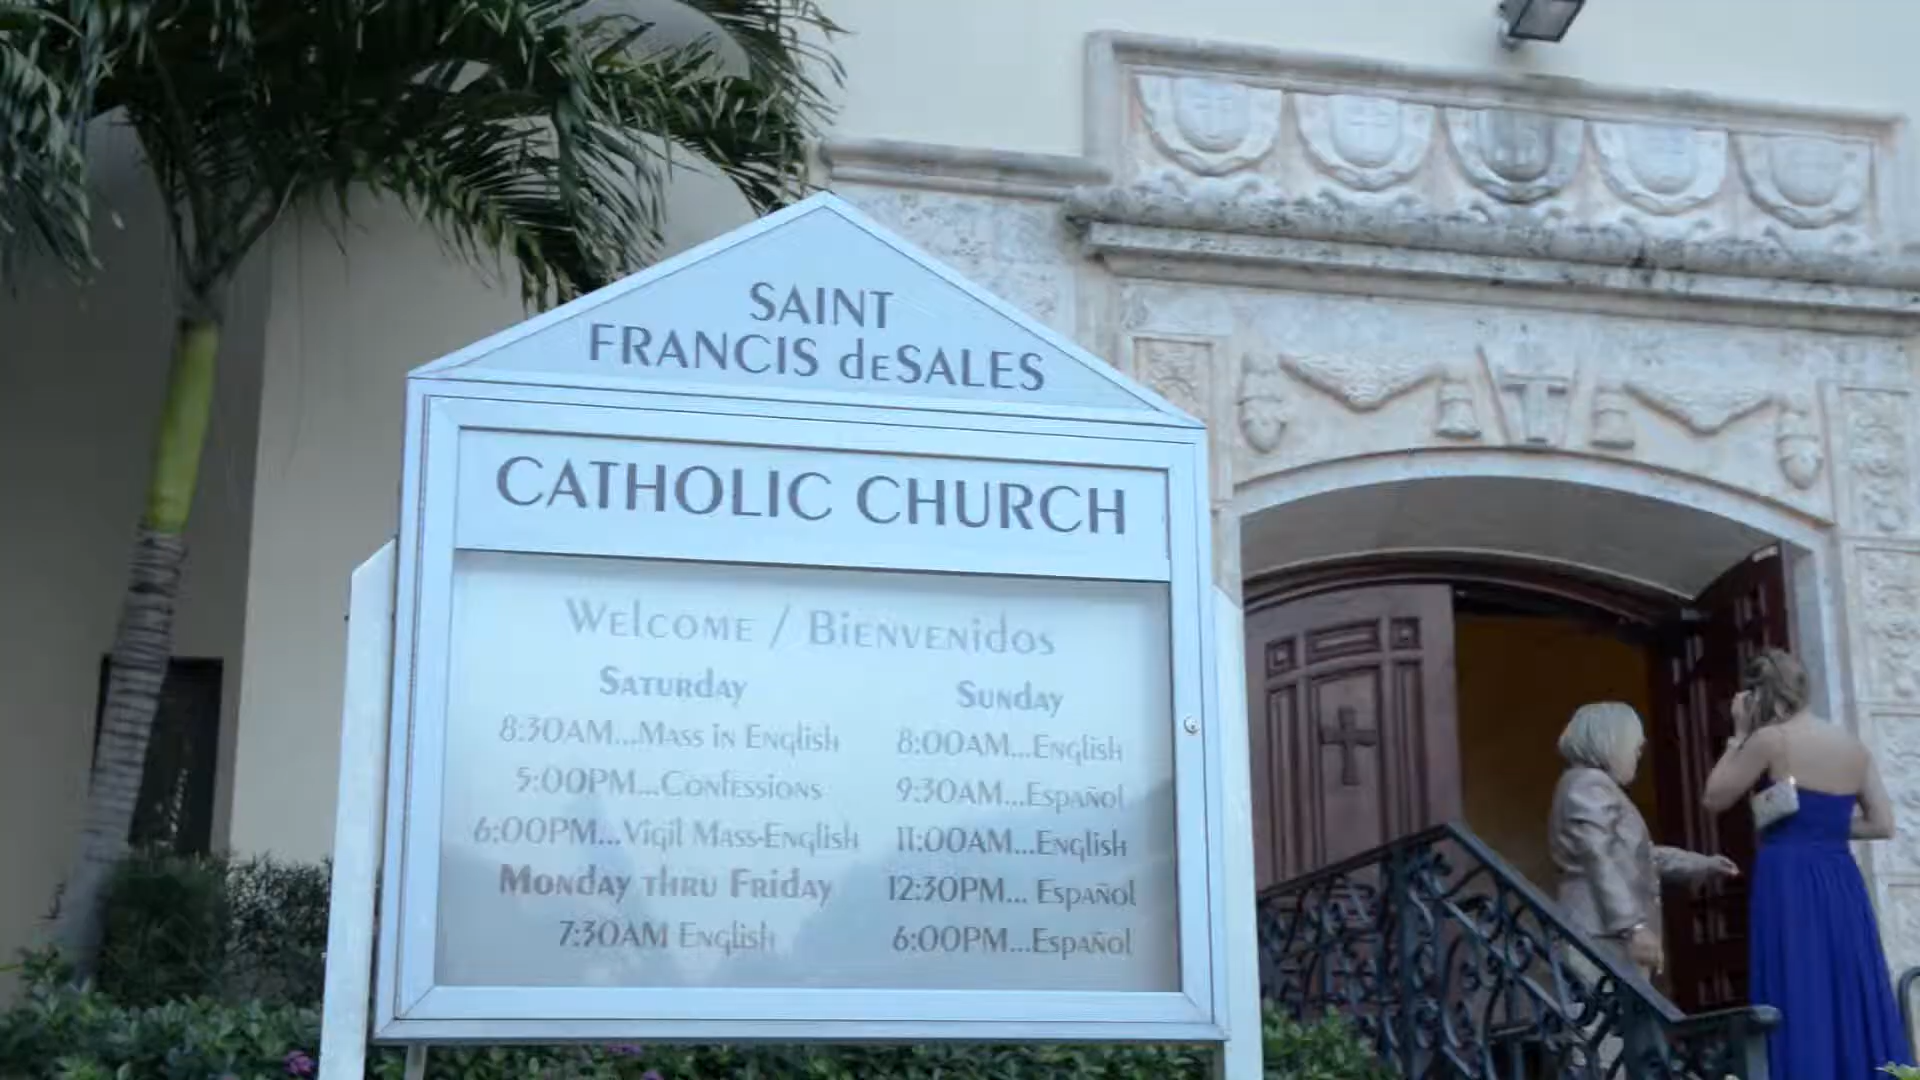 SAINT
FRANCIS deSALES
CATHOLIC CHURCH
Welcome / Bienvenidos
Saturday
8:30AM...Mass in English
5:00PM...Confessions
6:00PM...Vigil Mass-English
Monday thru Friday
7:30AM English
Sunday
8:00AM...English
9:30AM...Español
11:00AM...English
12:30PM... Español
6:00PM...Español